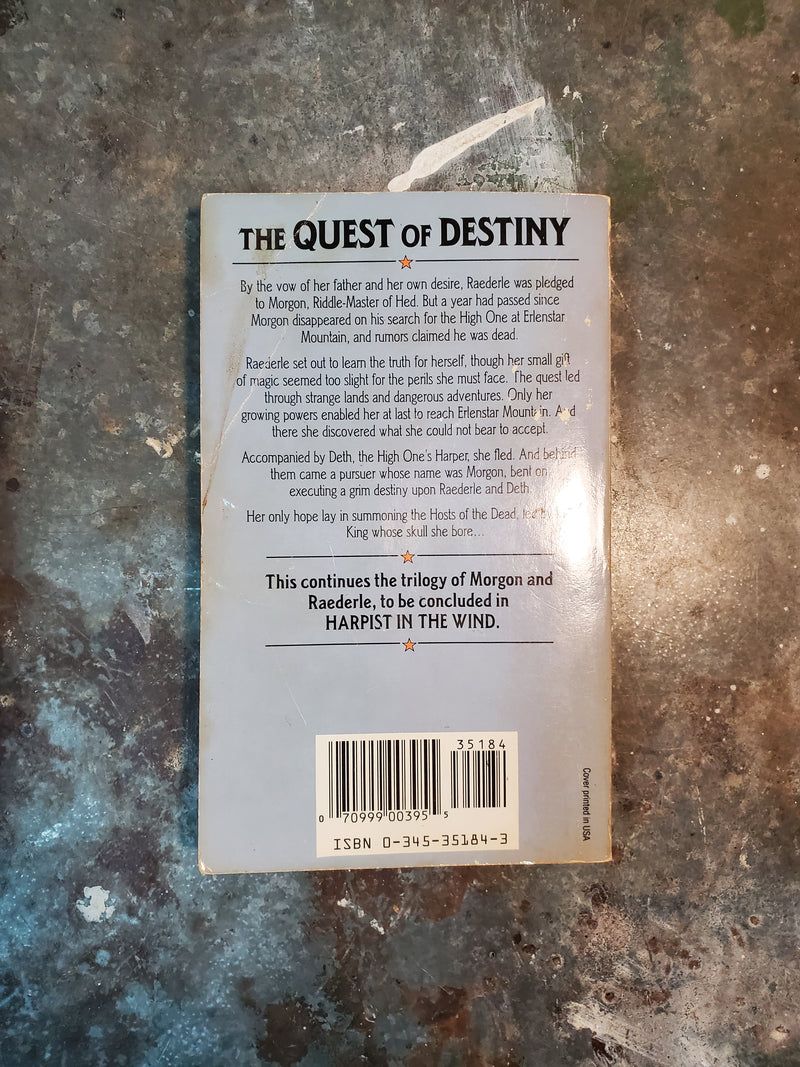 THE QUEST OF DESTINY
By the vow of her father and her own desire, Raederle was pledged
to Morgon, Riddle-Master of Hed. But a year had passed since
Morgon disappeared on his search for the High One at Erlenstar
Mountain, and rumors claimed he was dead.
Raederle set out to learn the truth for herself, though her small gift
of magic seemed too slight for the perils she must face. The quest led
through strange lands and dangerous adventures. Only her
growing powers enabled her at last to reach Erlenstar Mountain. And
there she discovered what she could not bear to accept.
Accompanied by Deth, the High One's Harper, she fled. And behind
them came a pursuer whose name was Morgon, bent on
executing a grim destiny upon Raederle and Deth.
Her only hope lay in summoning the Hosts of the Dead, led by
King whose skull she bore...
This continues the trilogy of Morgon and
Raederle, to be concluded in
HARPIST IN THE WIND.
35184
0 70999 00395 5
ISBN 0-345-35184-3
Cover printed in USA